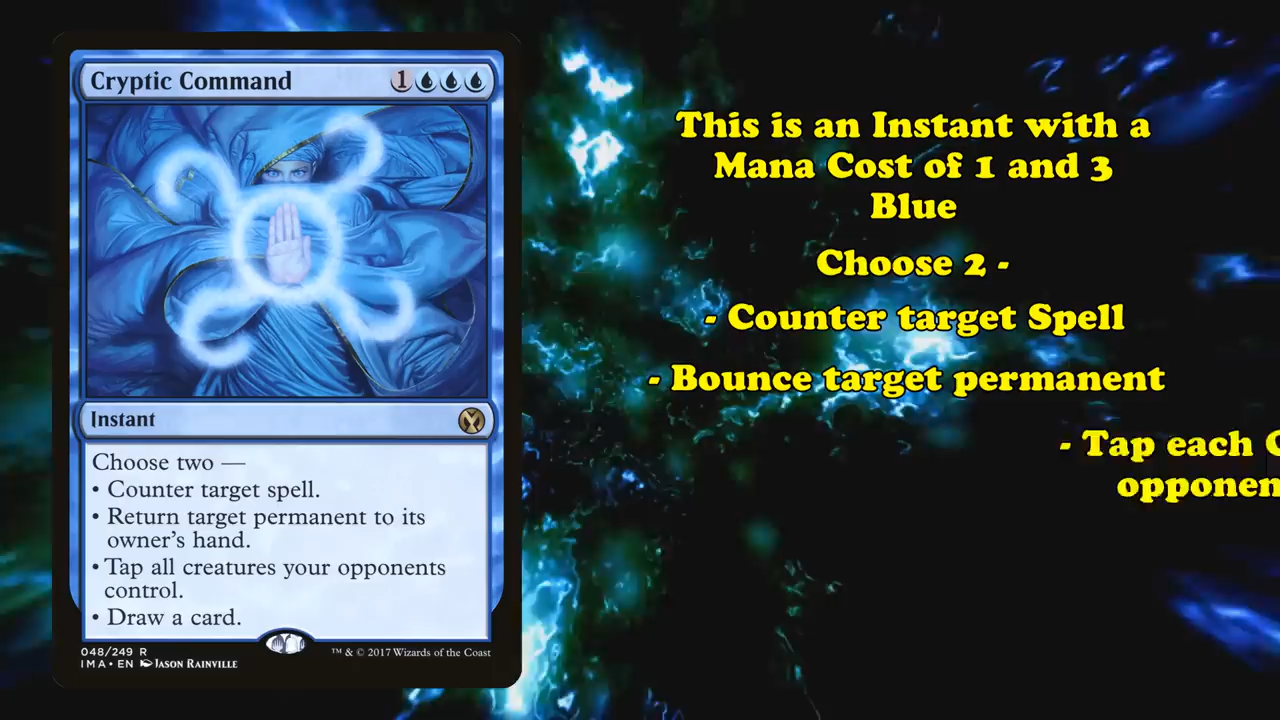 Cryptic Command
1
Instant
Choose two —
• Counter target spell.
• Return target permanent to its
owner's hand.
• Tap all creatures your opponents
control.
• Draw a card.
048/249 R
IMA • EN JASON RAINVILLE
™ & © 2017 Wizards of the Coast
This is an Instant with a
Mana Cost of 1 and 3
Blue
Choose 2 -
- Counter target Spell
- Bounce target permanent
- Tap each